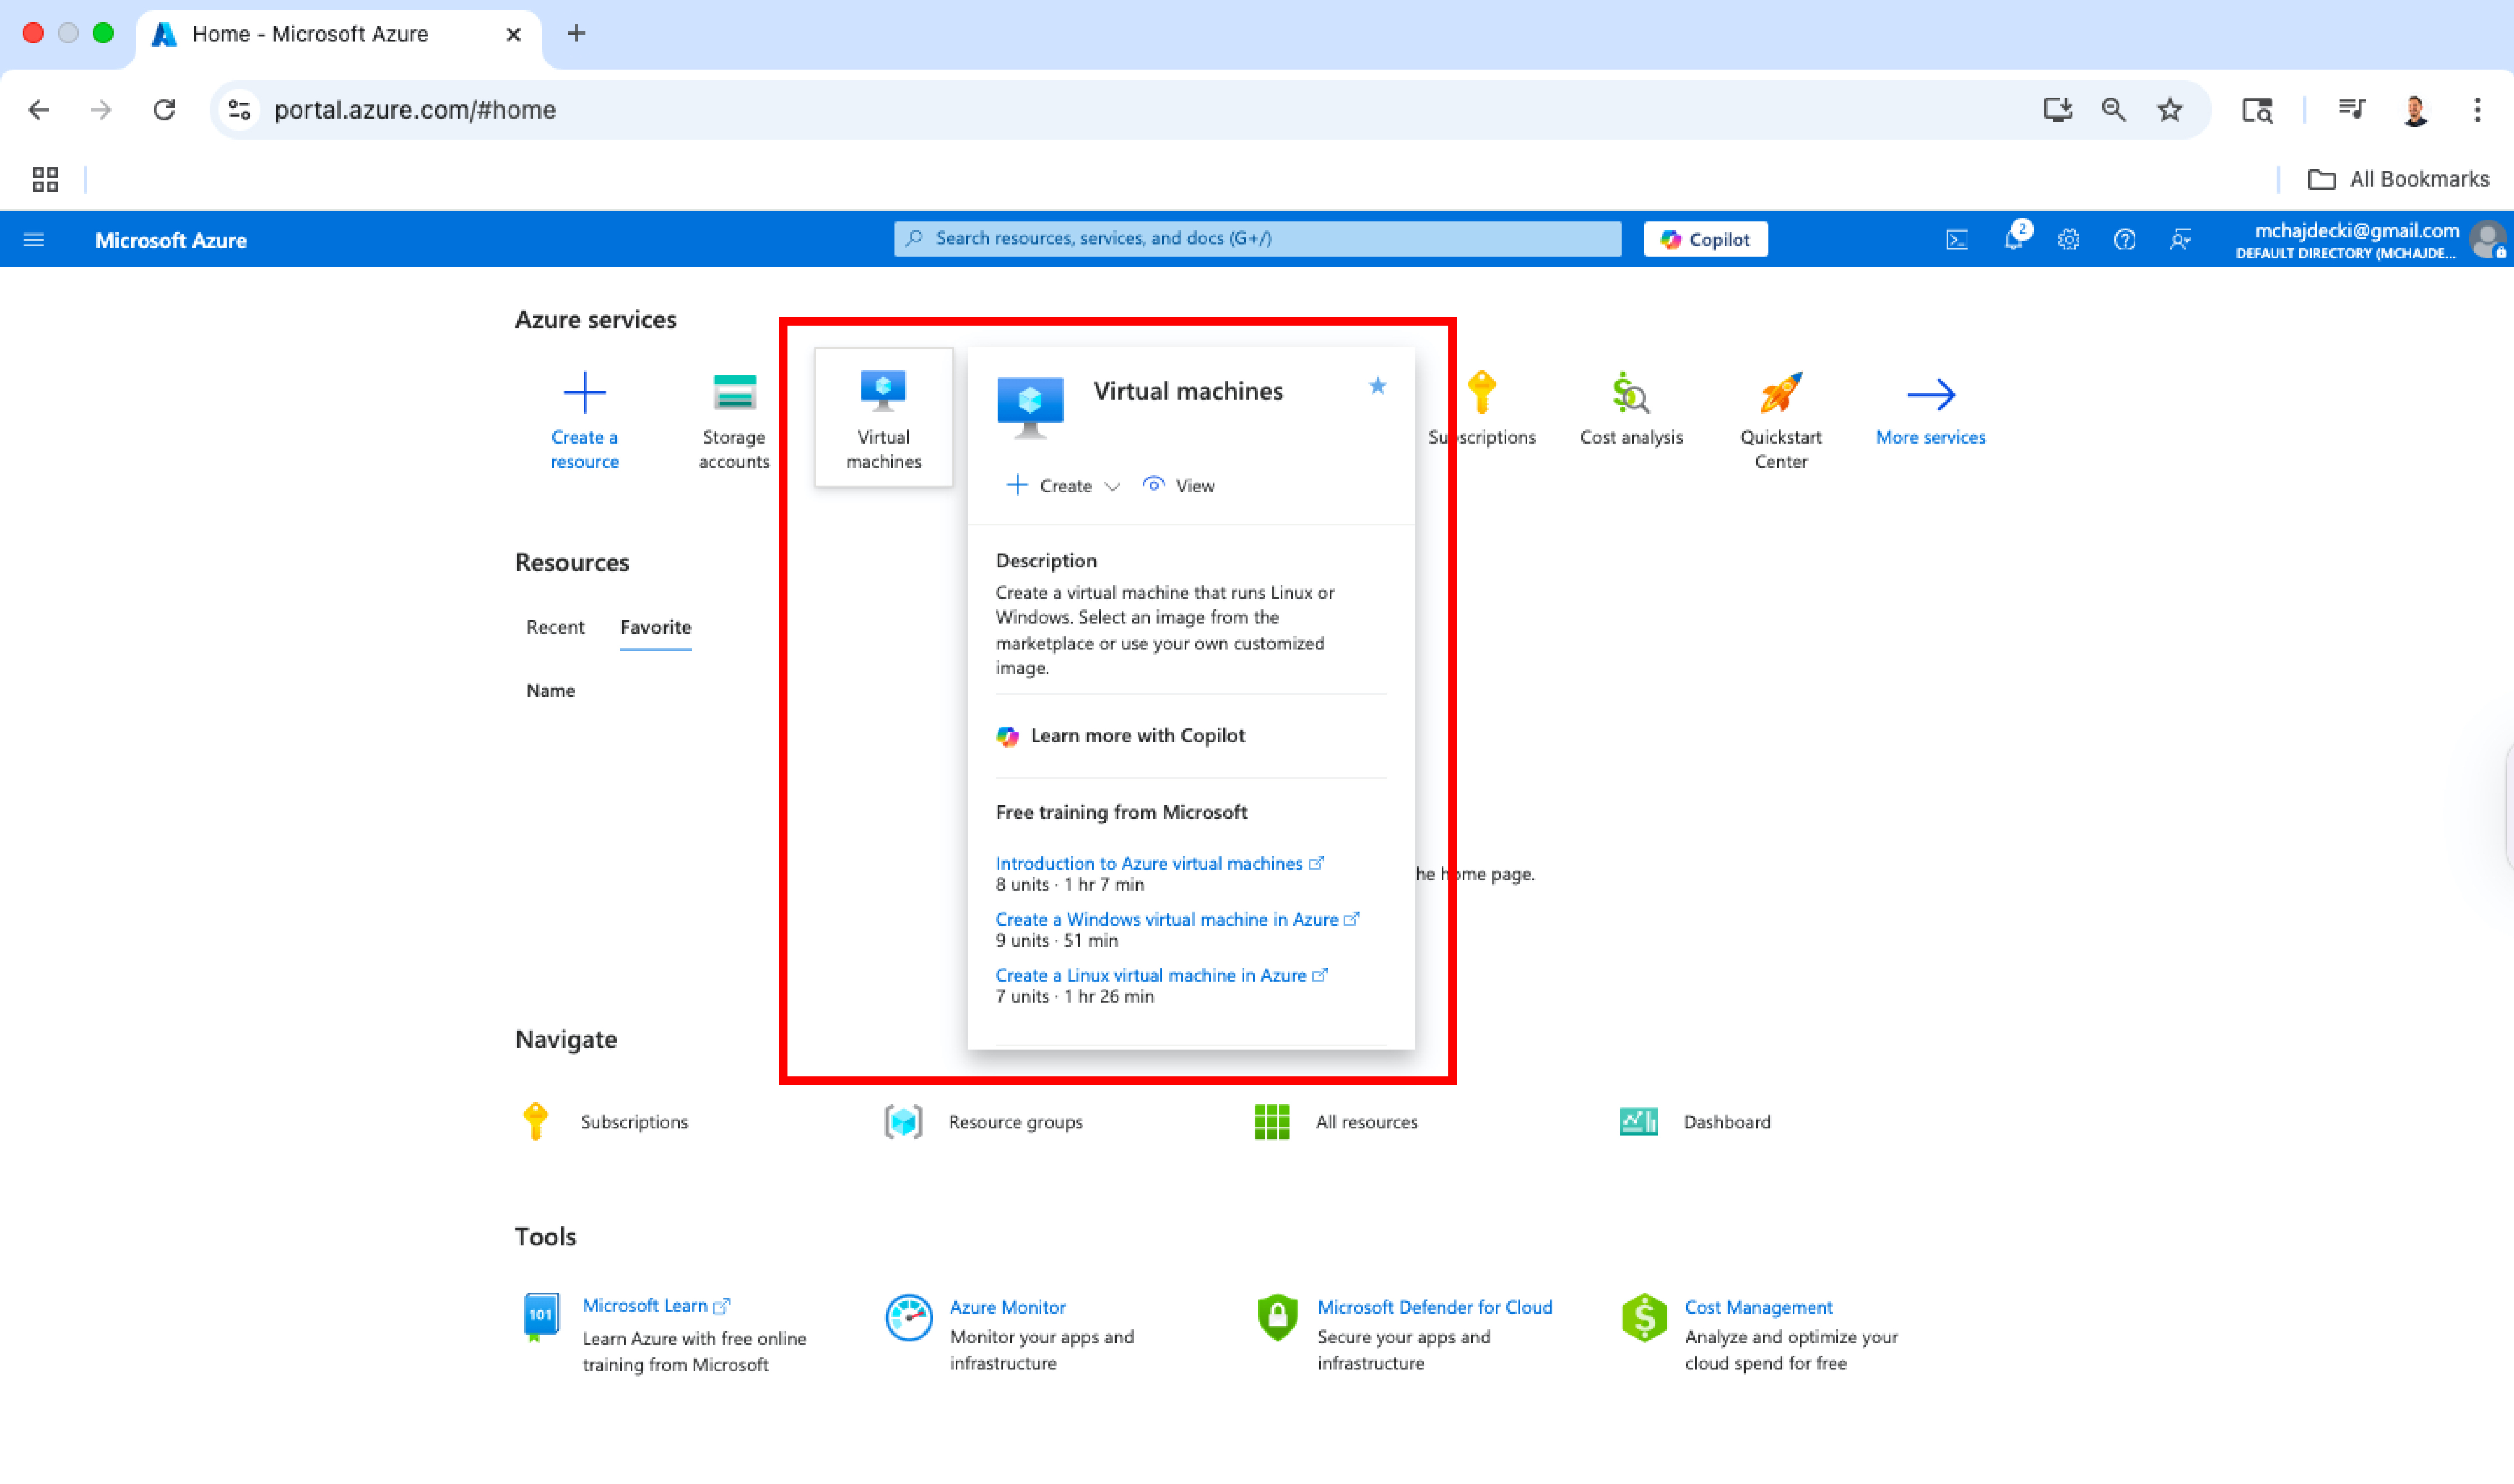 Home - Microsoft Azure
portal.azure.com/#home
All Bookmarks
Microsoft Azure
Search resources, services, and docs (G+/)
Copilot
2
mchajdecki@gmail.com
DEFAULT DIRECTORY (MCHAJDE...
Azure services
Create a
resource
Storage
accounts
Virtual
machines
Virtual machines
Create
View
Subscriptions
Cost analysis
Quickstart
Center
More services
Description
Create a virtual machine that runs Linux or
Windows. Select an image from the
marketplace or use your own customized
image.
Learn more with Copilot
Free training from Microsoft
Introduction to Azure virtual machines
8 units · 1 hr 7 min
Create a Windows virtual machine in Azure
9 units · 51 min
Create a Linux virtual machine in Azure
7 units · 1 hr 26 min
Resources
Recent
Favorite
Name
he home page.
Navigate
Subscriptions
Resource groups
All resources
Dashboard
Tools
101
Microsoft Learn
Learn Azure with free online
training from Microsoft
Azure Monitor
Monitor your apps and
infrastructure
Microsoft Defender for Cloud
Secure your apps and
infrastructure
Cost Management
Analyze and optimize your
cloud spend for free